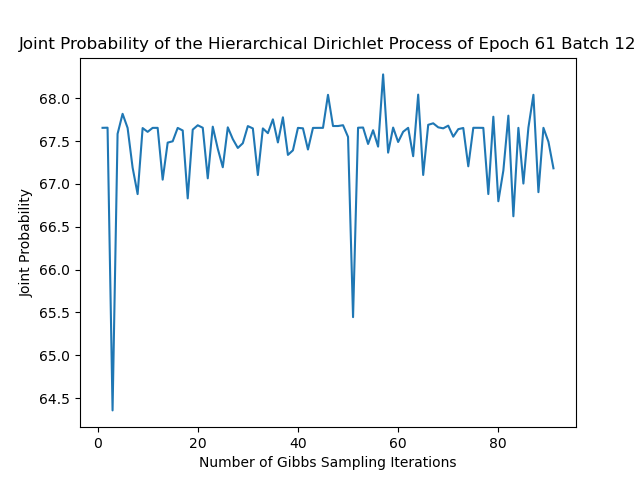 Joint Probability of the Hierarchical Dirichlet Process of Epoch 61 Batch 12
68.0
67.5
67.0
66.5
66.0
65.5
65.0
64.5
Joint Probability
0 20 40 60 80
Number of Gibbs Sampling Iterations